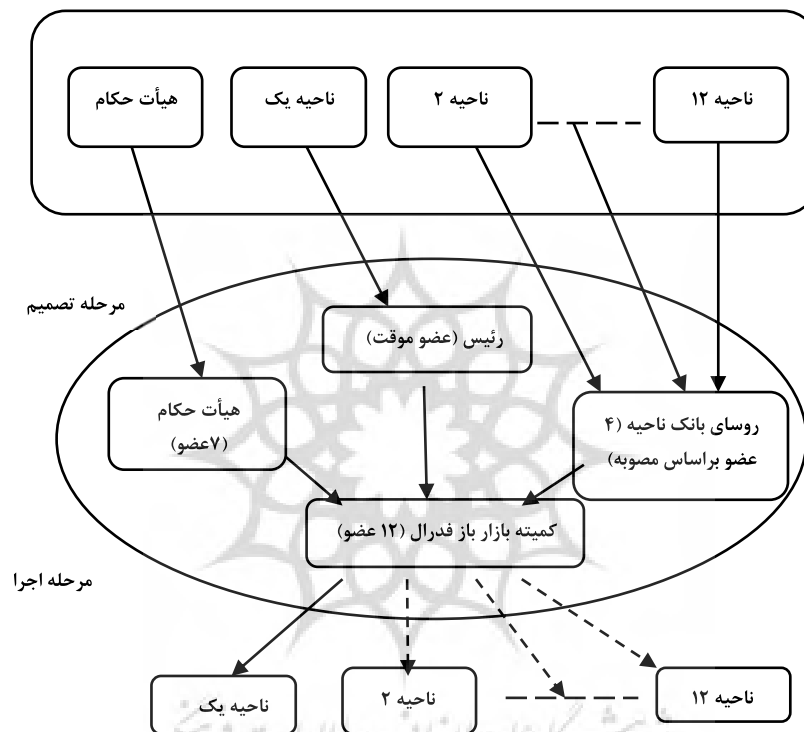 هیأت حکام
ناحیه یک
ناحیه ۲
ناحیه ۱۲
مرحله تصمیم
رئیس (عضو موقت)
هیأت حکام
(۷عضو)
روسای بانک ناحیه (۴
عضو براساس مصوبه)
کمیته بازار باز فدرال (۱۲ عضو)
مرحله اجرا
ناحیه یک
ناحیه ۲
ناحیه ۱۲